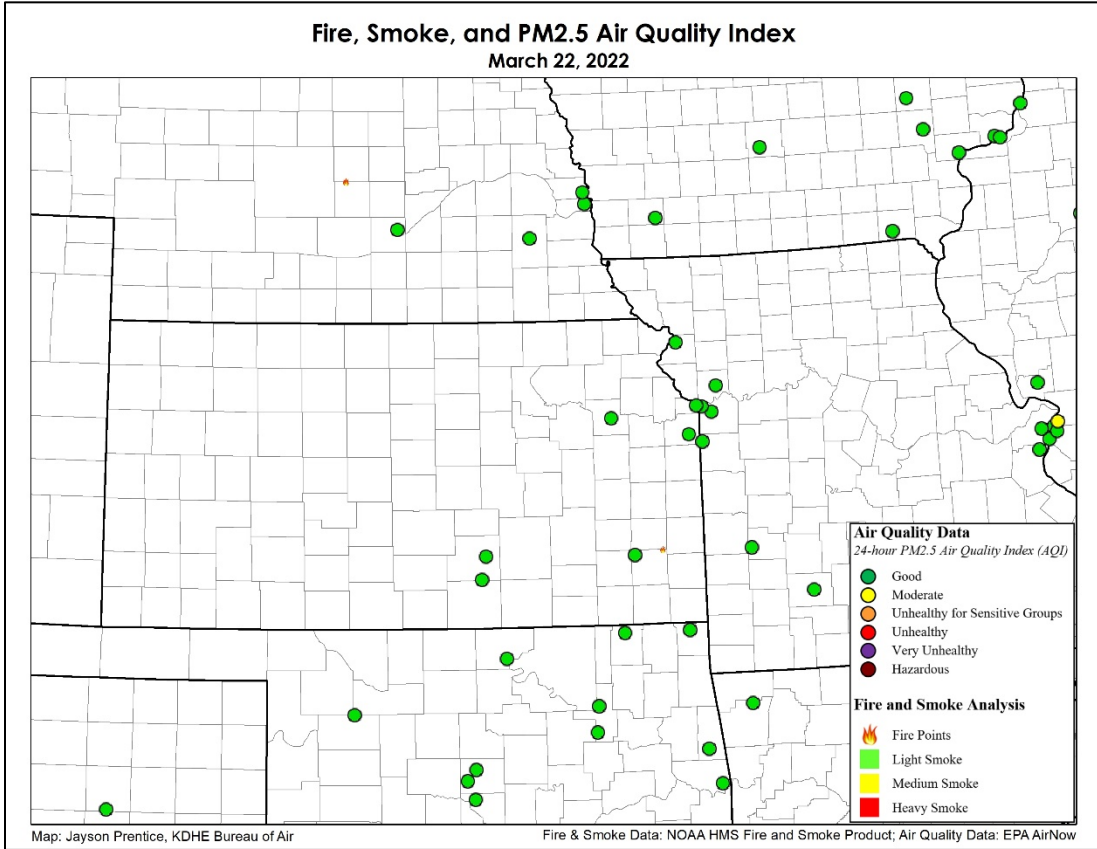 Fire, Smoke, and PM2.5 Air Quality Index
March 22, 2022
Air Quality Data
24-hour PM2.5 Air Quality Index (AQI)
Good
Moderate
Unhealthy for Sensitive Groups
Unhealthy
Very Unhealthy
Hazardous
Fire and Smoke Analysis
Fire Points
Light Smoke
Medium Smoke
Heavy Smoke
Map: Jayson Prentice, KDHE Bureau of Air
Fire & Smoke Data: NOAA HMS Fire and Smoke Product; Air Quality Data: EPA AirNow